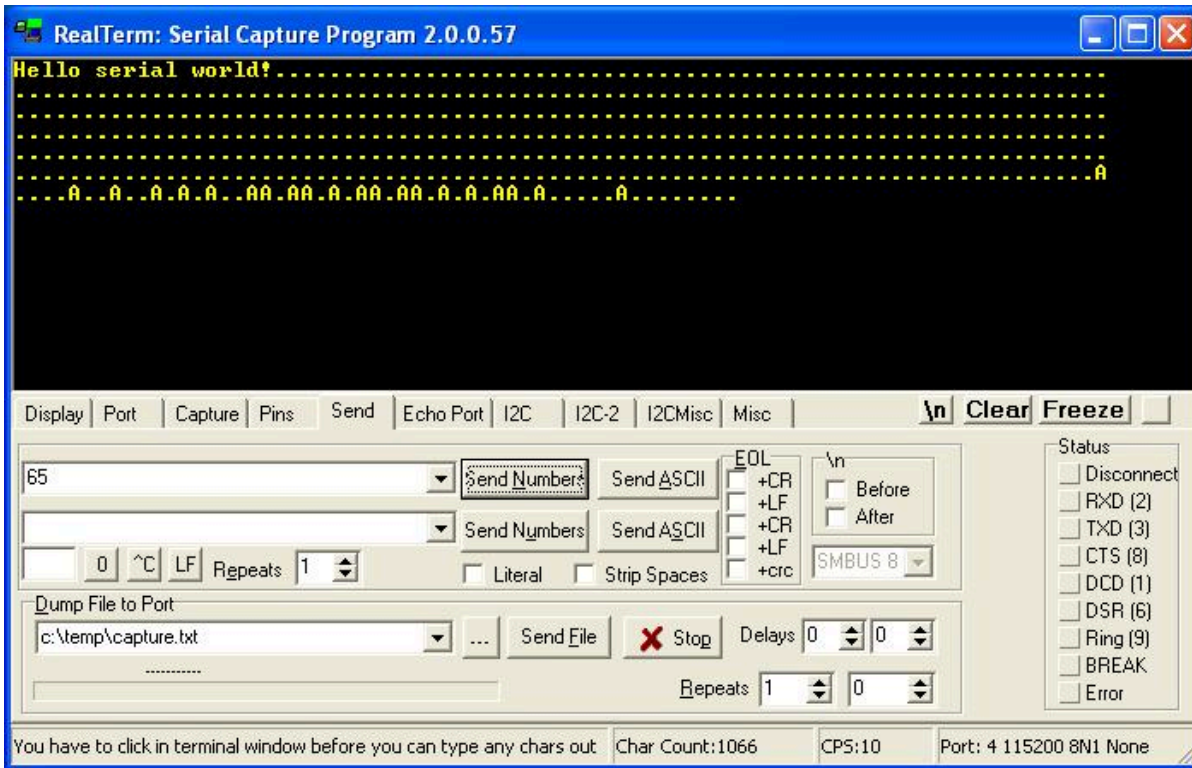 RealTerm: Serial Capture Program 2.0.0.57
Hello serial world!.............................................................
................................................................................
................................................................................
................................................................................
................................................................................
...............................................................................A
....A..A..A.A.A..AA.AA.A.AA.AA.A.A.AA.A.....A........
Display Port Capture Pins Send Echo Port I2C I2C-2 I2CMisc Misc \n Clear Freeze
65 Send Numbers Send ASCII
Send Numbers Send ASCII
0 ^C LF Repeats 1 Literal Strip Spaces
EOL
+CR
+LF
+CR
+LF
+crc
\n
Before
After
SMBUS 8
Dump File to Port
c:\temp\capture.txt ... Send File Stop Delays 0 0
-----------
Repeats 1 0
Status
Disconnect
RXD (2)
TXD (3)
CTS (8)
DCD (1)
DSR (6)
Ring (9)
BREAK
Error
You have to click in terminal window before you can type any chars out Char Count:1066 CPS:10 Port: 4 115200 8N1 None